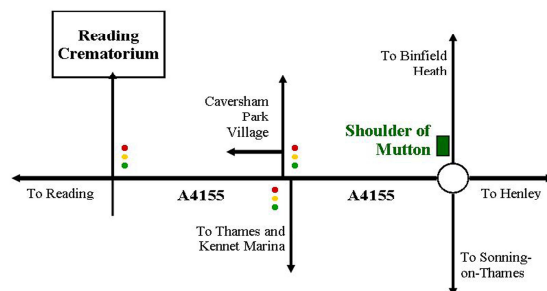 Reading
Crematorium
To Binfield
Heath
Caversham
Park
Village
Shoulder of
Mutton
To Reading
A4155
A4155
To Henley
To Thames and
Kennet Marina
To Sonning-
on-Thames